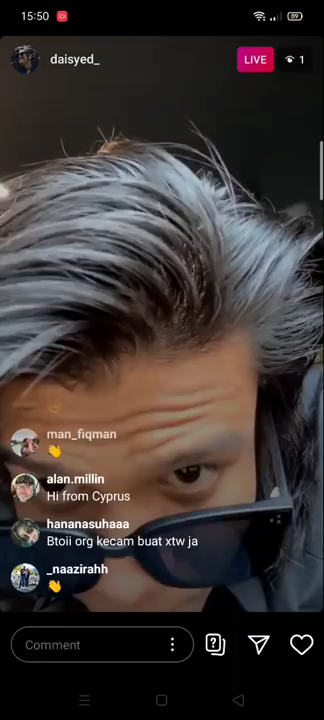 15:50
89
daisyed_
LIVE
1
man_fiqman
alan.millin
Hi from Cyprus
hananasuhaaa
Btoii org kecam buat xtw ja
_naazirahh
Comment